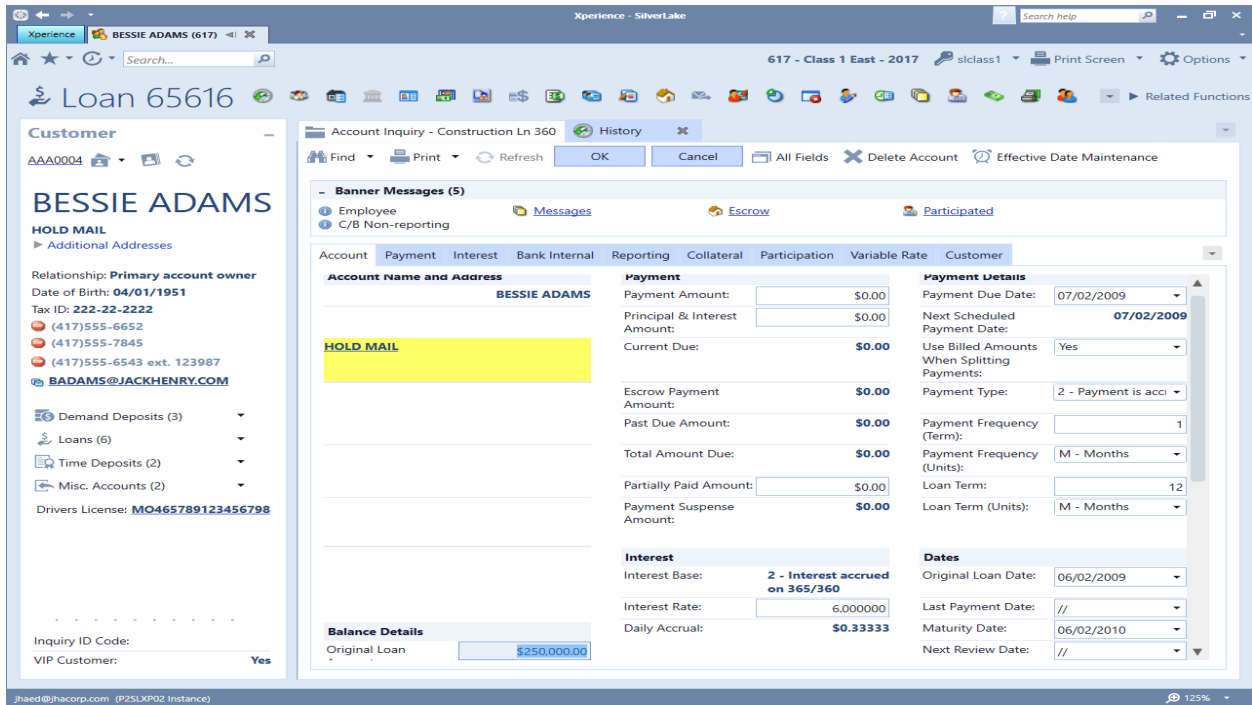 Xperience - SilverLake
?
Search help
Xperience
BESSIE ADAMS (617)
Search...
617 - Class 1 East - 2017
slclass1
Print Screen
Options
Loan 65616
Related Functions
Customer
AAA0004
BESSIE ADAMS
HOLD MAIL
Additional Addresses
Relationship: Primary account owner
Date of Birth: 04/01/1951
Tax ID: 222-22-2222
(417)555-6652
(417)555-7845
(417)555-6543 ext. 123987
BADAMS@JACKHENRY.COM
Demand Deposits (3)
Loans (6)
Time Deposits (2)
Misc. Accounts (2)
Drivers License: MO465789123456798
Inquiry ID Code:
VIP Customer: Yes
Account Inquiry - Construction Ln 360
History
Find
Print
Refresh
OK
Cancel
All Fields
Delete Account
Effective Date Maintenance
Banner Messages (5)
Employee
Messages
Escrow
Participated
C/B Non-reporting
Account
Payment
Interest
Bank Internal
Reporting
Collateral
Participation
Variable Rate
Customer
Account Name and Address
BESSIE ADAMS
HOLD MAIL
Balance Details
Original Loan
$250,000.00
Payment
Payment Amount: $0.00
Principal & Interest
Amount:
$0.00
Current Due: $0.00
Escrow Payment
Amount:
$0.00
Past Due Amount: $0.00
Total Amount Due: $0.00
Partially Paid Amount: $0.00
Payment Suspense
Amount:
$0.00
Interest
Interest Base: 2 - Interest accrued
on 365/360
Interest Rate: 6.000000
Daily Accrual: $0.33333
Payment Details
Payment Due Date: 07/02/2009
Next Scheduled
Payment Date:
07/02/2009
Use Billed Amounts
When Splitting
Payments:
Yes
Payment Type: 2 - Payment is acc
Payment Frequency
(Term):
1
Payment Frequency
(Units):
M - Months
Loan Term: 12
Loan Term (Units): M - Months
Dates
Original Loan Date: 06/02/2009
Last Payment Date: //
Maturity Date: 06/02/2010
Next Review Date: //
jhaed@jhacorp.com (P2SLXP02 Instance)
125%